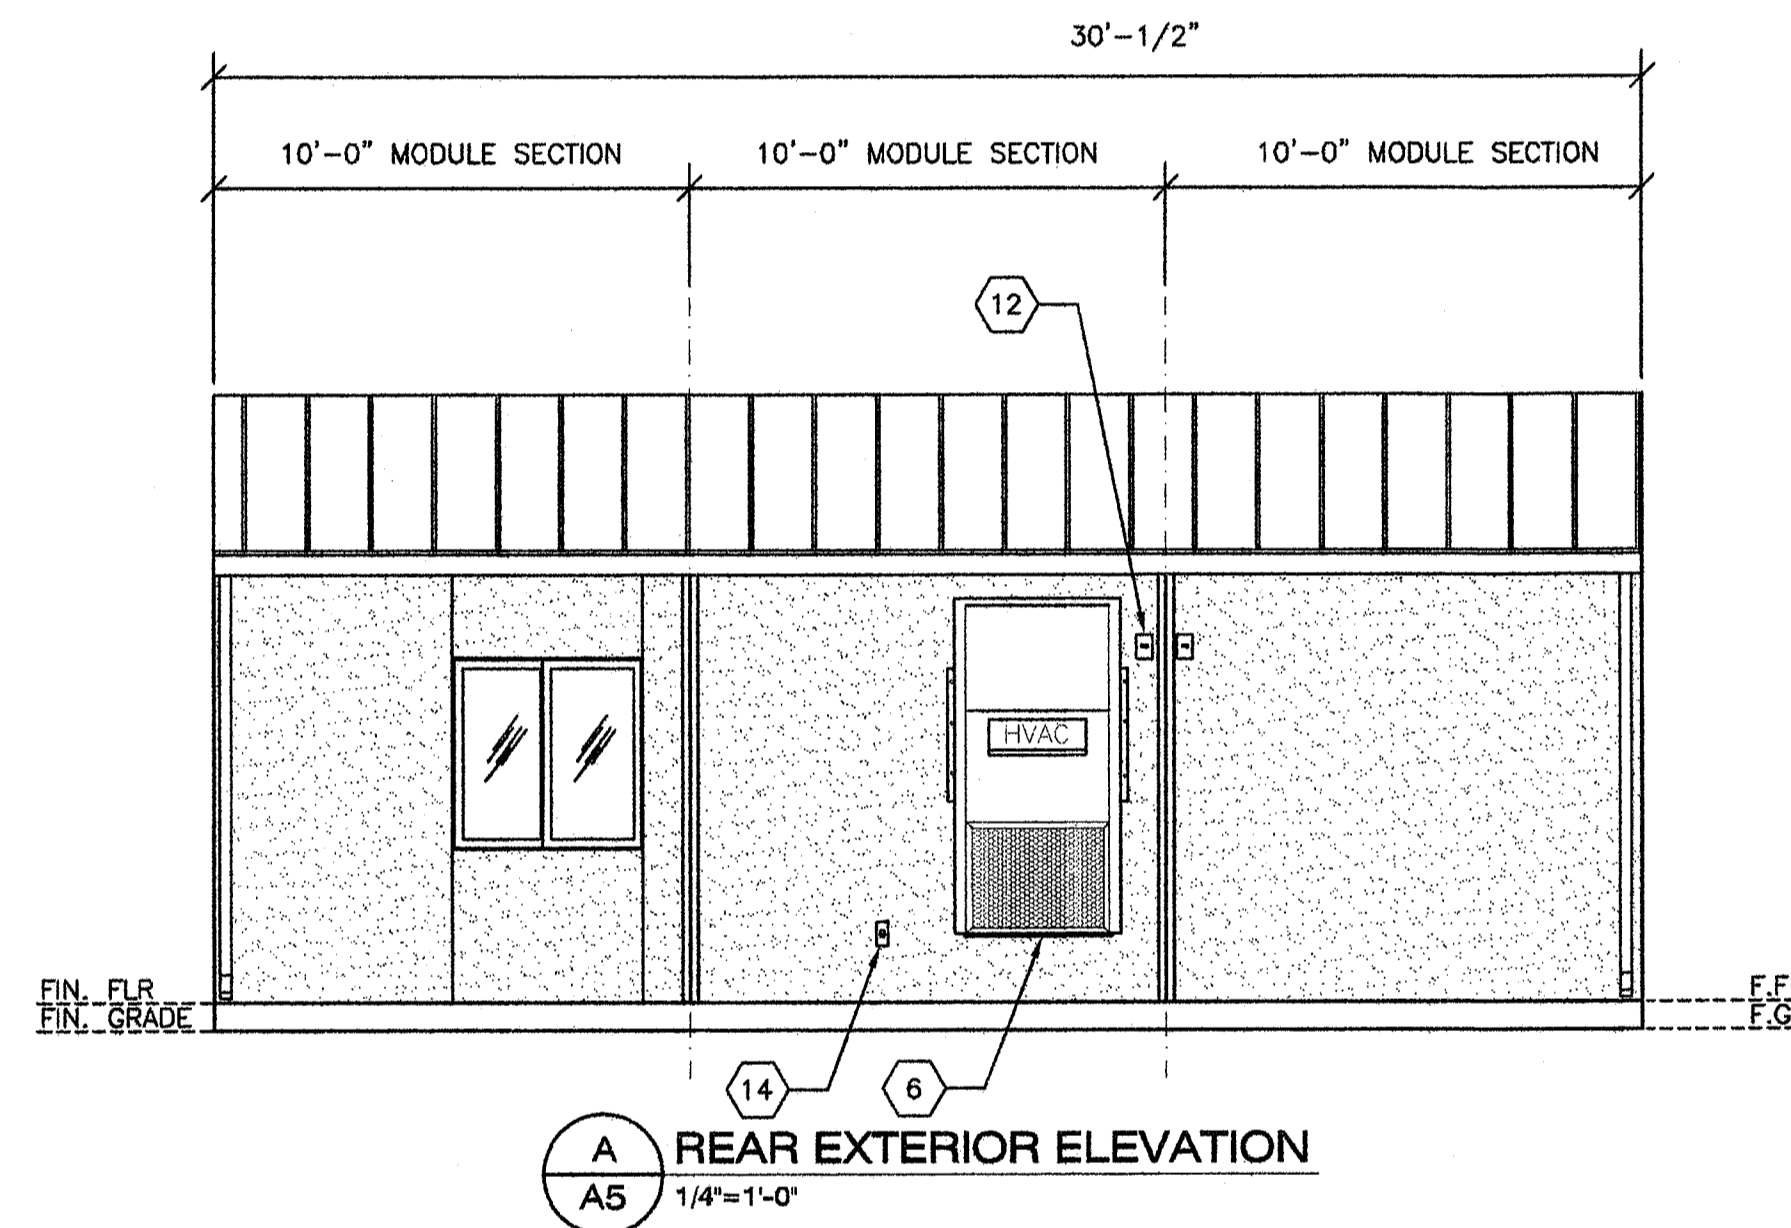 30'-1/2"
10'-0" MODULE SECTION
10'-0" MODULE SECTION
10'-0" MODULE SECTION
12
HVAC
FIN. FLR
FIN. GRADE
F.F
F.G
14
6
A
A5
REAR EXTERIOR ELEVATION
1/4"=1'-0"